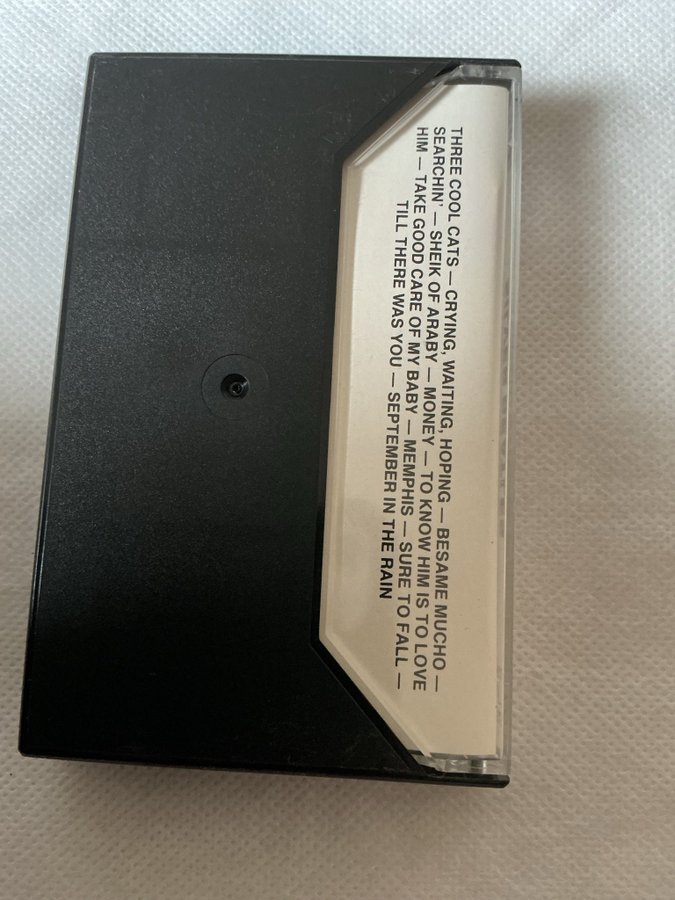 THREE COOL CATS — CRYING, WAITING, HOPING — BESAME MUCHO —
SEARCHIN' — SHEIK OF ARABY — MONEY — TO KNOW HIM IS TO LOVE
HIM — TAKE GOOD CARE OF MY BABY — MEMPHIS — SURE TO FALL —
TILL THERE WAS YOU — SEPTEMBER IN THE RAIN